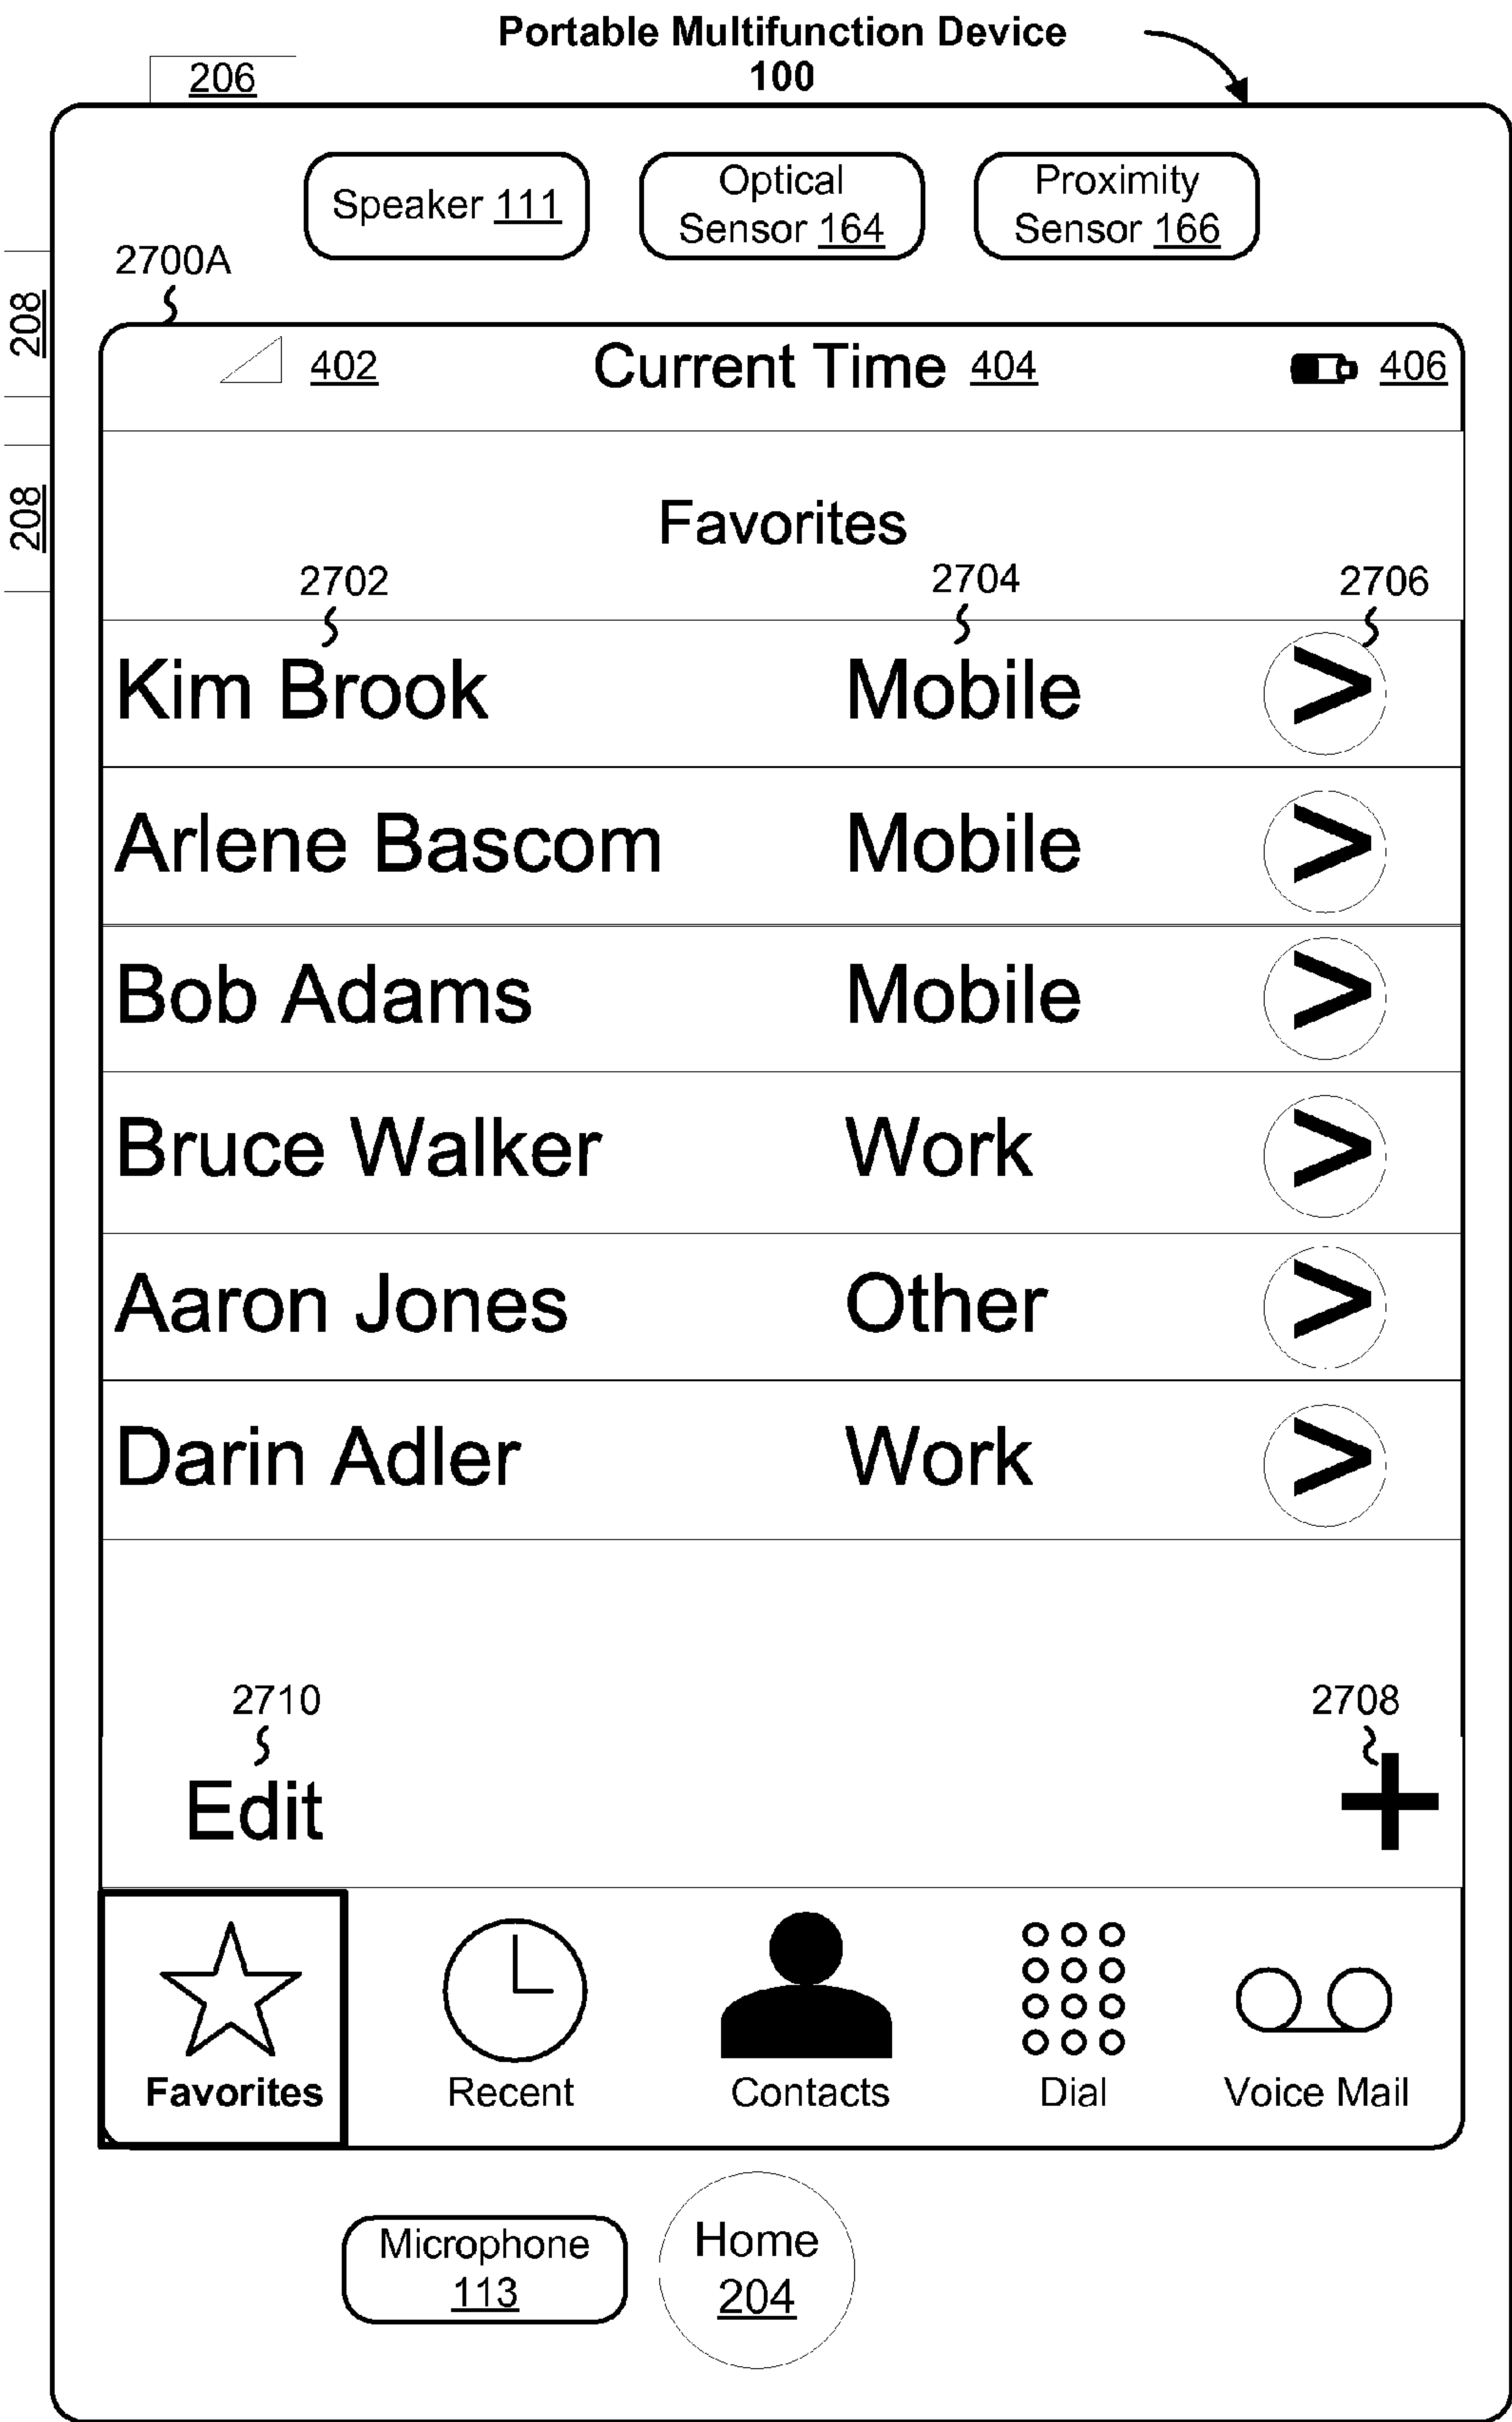 Portable Multifunction Device
100
206
Speaker 111
Optical
Sensor 164
Proximity
Sensor 166
2700A
208
208
402 Current Time 404 406
Favorites
2702 2704 2706
Kim Brook Mobile >
Arlene Bascom Mobile >
Bob Adams Mobile >
Bruce Walker Work >
Aaron Jones Other >
Darin Adler Work >
2710 2708
Edit +
Favorites Recent Contacts Dial Voice Mail
Microphone
113
Home
204